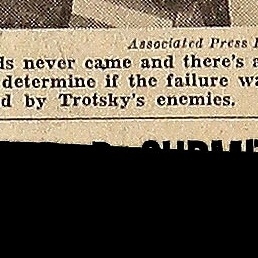 Associated Press
ds never came and there's a
determine if the failure wa
d by Trotsky's enemies.